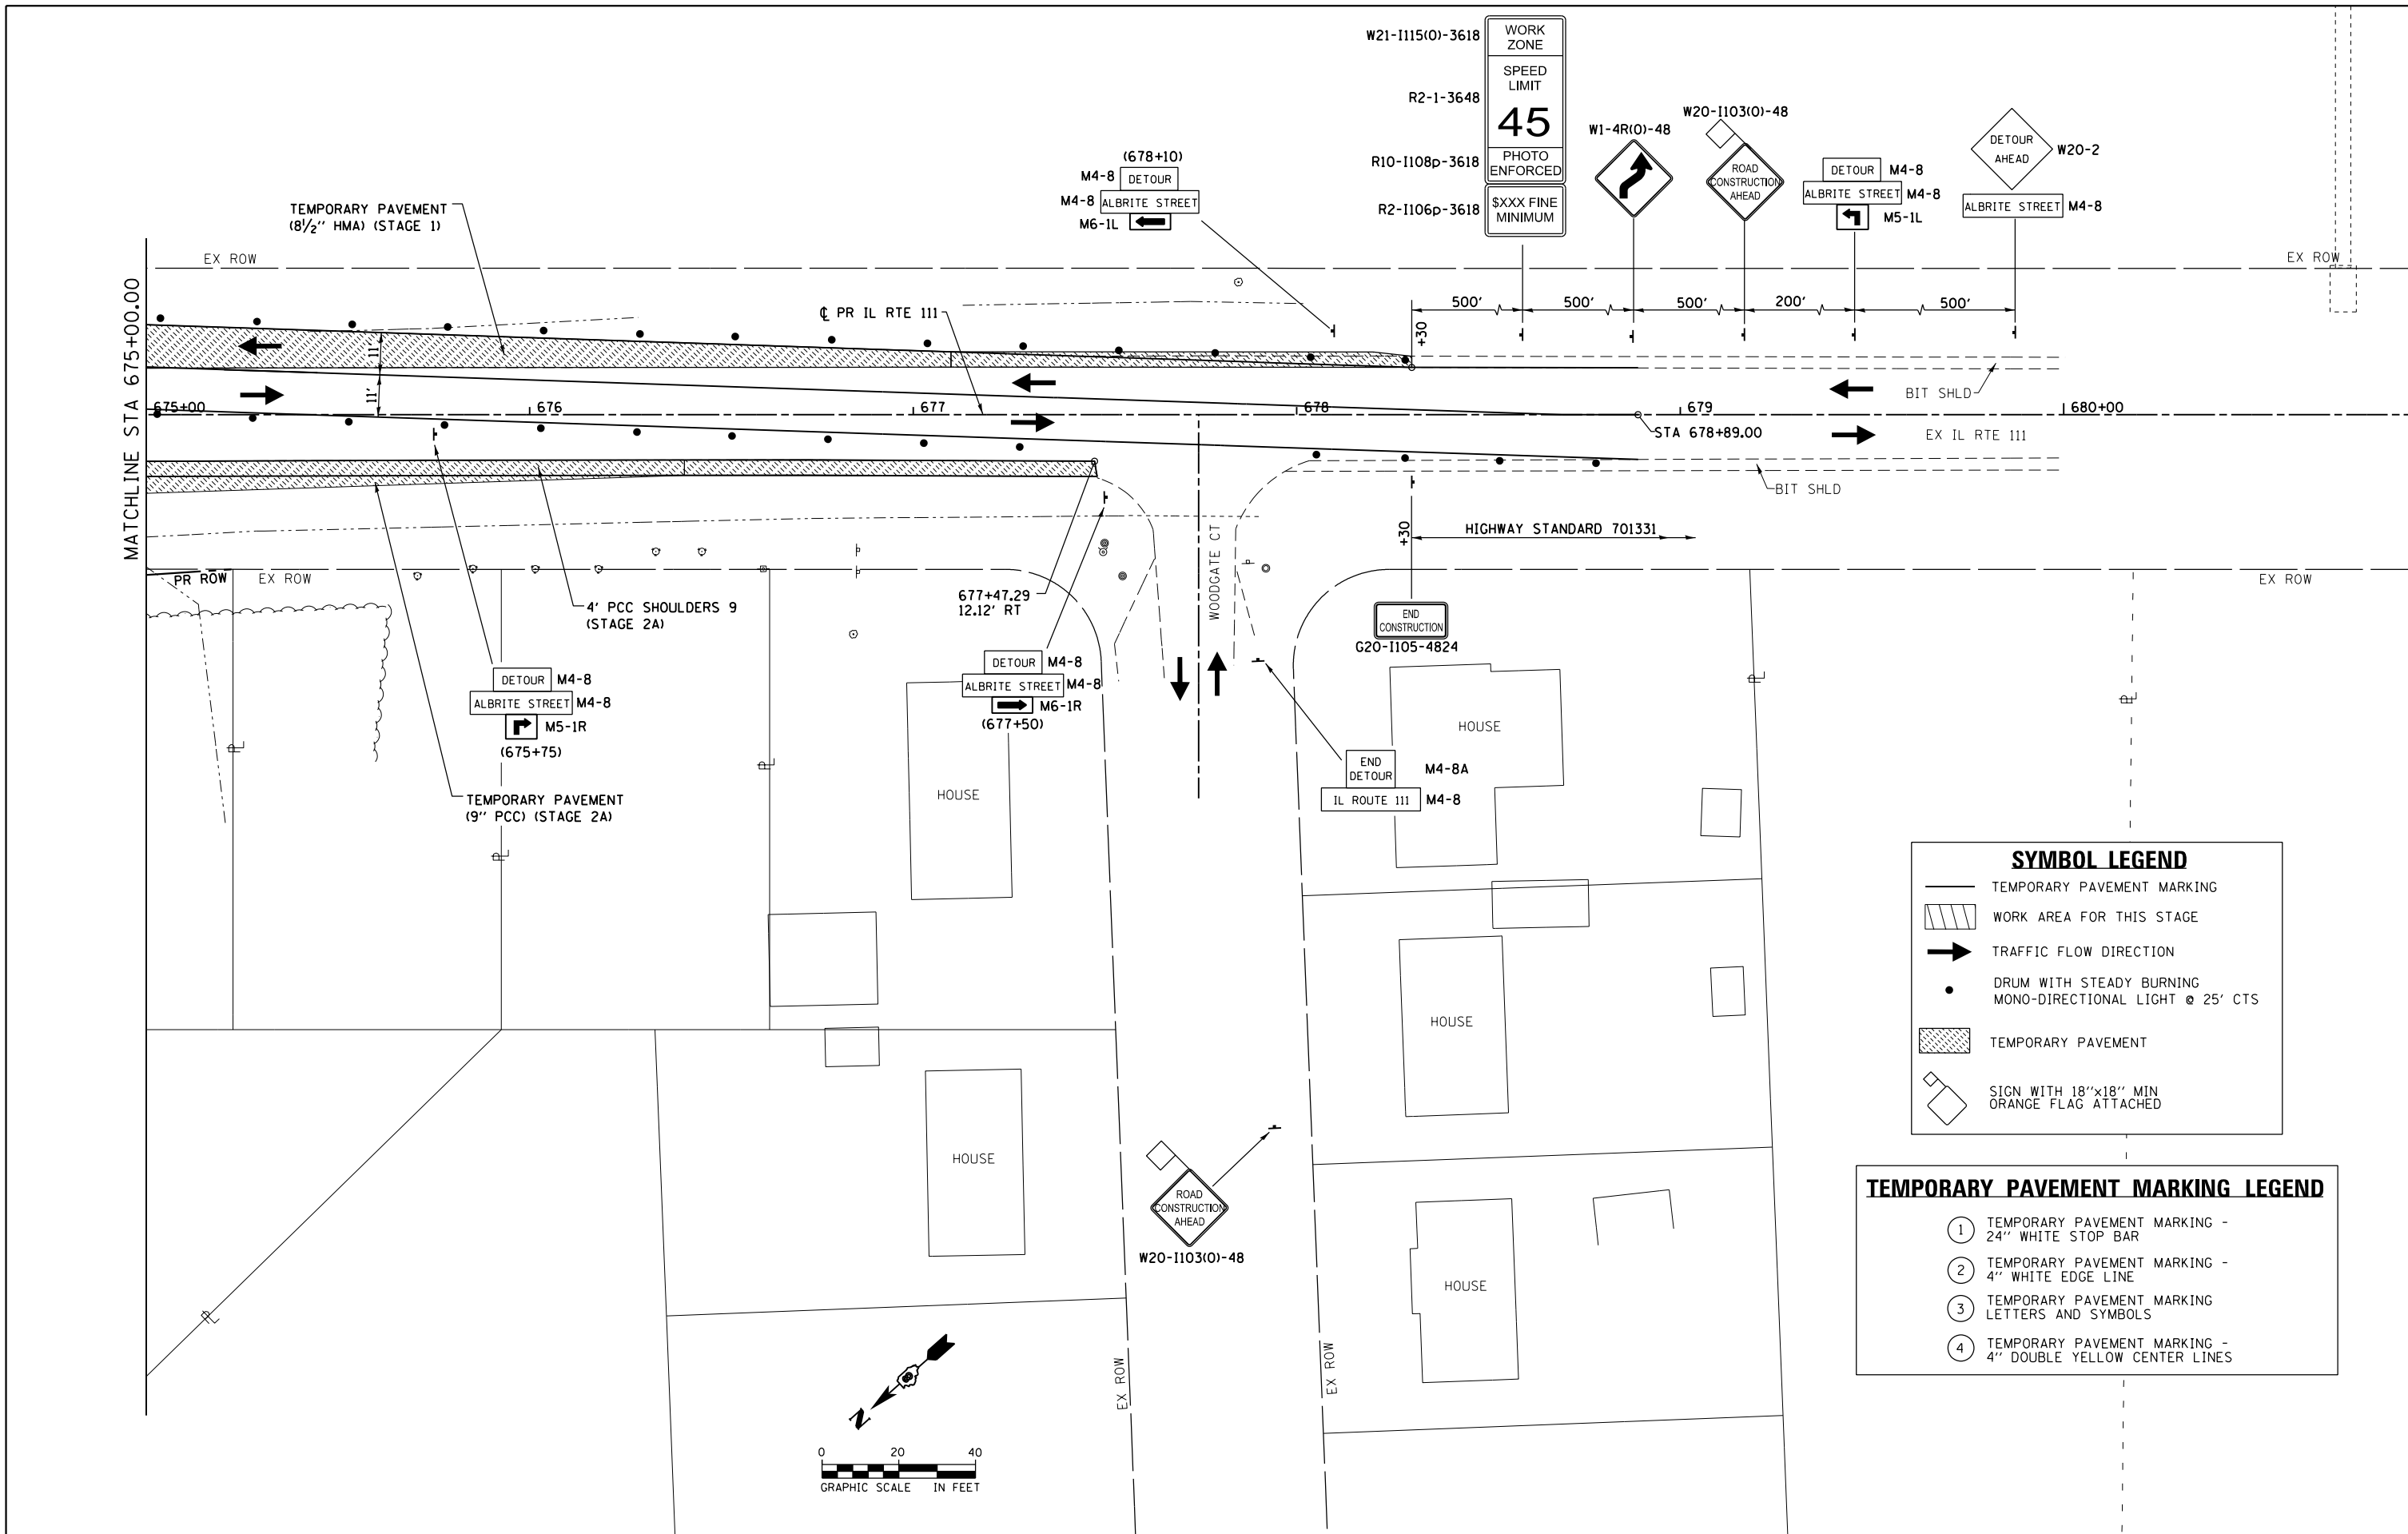 W21-I115(O)-3618
WORK
ZONE
SPEED
LIMIT
R2-1-3648
45
R10-I108p-3618
PHOTO
ENFORCED
R2-I106p-3618
$XXX FINE
MINIMUM
W1-4R(O)-48
W20-I103(O)-48
ROAD
CONSTRUCTION
AHEAD
DETOUR M4-8
ALBRITE STREET M4-8
M5-1L
DETOUR
AHEAD
W20-2
ALBRITE STREET M4-8
(678+10)
M4-8 DETOUR
M4-8 ALBRITE STREET
M6-1L
TEMPORARY PAVEMENT
(8½" HMA) (STAGE 1)
EX ROW
EX ROW
MATCHLINE STA 675+00.00
℄ PR IL RTE 111
500'
500'
500'
200'
500'
+30
11'
11'
675+00
676
677
678
679
680+00
BIT SHLD
STA 678+89.00
EX IL RTE 111
BIT SHLD
+30
HIGHWAY STANDARD 701331
WOODGATE CT
PR ROW
EX ROW
EX ROW
4' PCC SHOULDERS 9
(STAGE 2A)
677+47.29
12.12' RT
END
CONSTRUCTION
G20-I105-4824
DETOUR M4-8
ALBRITE STREET M4-8
M5-1R
(675+75)
DETOUR M4-8
ALBRITE STREET M4-8
M6-1R
(677+50)
TEMPORARY PAVEMENT
(9" PCC) (STAGE 2A)
HOUSE
HOUSE
END
DETOUR
M4-8A
IL ROUTE 111 M4-8
PL
PL
PL
PL
PL
PL
HOUSE
HOUSE
HOUSE
ROAD
CONSTRUCTION
AHEAD
W20-I103(O)-48
EX ROW
EX ROW
N
0 20 40
GRAPHIC SCALE IN FEET
SYMBOL LEGEND
TEMPORARY PAVEMENT MARKING
WORK AREA FOR THIS STAGE
TRAFFIC FLOW DIRECTION
DRUM WITH STEADY BURNING
MONO-DIRECTIONAL LIGHT @ 25' CTS
TEMPORARY PAVEMENT
SIGN WITH 18"x18" MIN
ORANGE FLAG ATTACHED
TEMPORARY PAVEMENT MARKING LEGEND
1 TEMPORARY PAVEMENT MARKING -
24" WHITE STOP BAR
2 TEMPORARY PAVEMENT MARKING -
4" WHITE EDGE LINE
3 TEMPORARY PAVEMENT MARKING
LETTERS AND SYMBOLS
4 TEMPORARY PAVEMENT MARKING -
4" DOUBLE YELLOW CENTER LINES